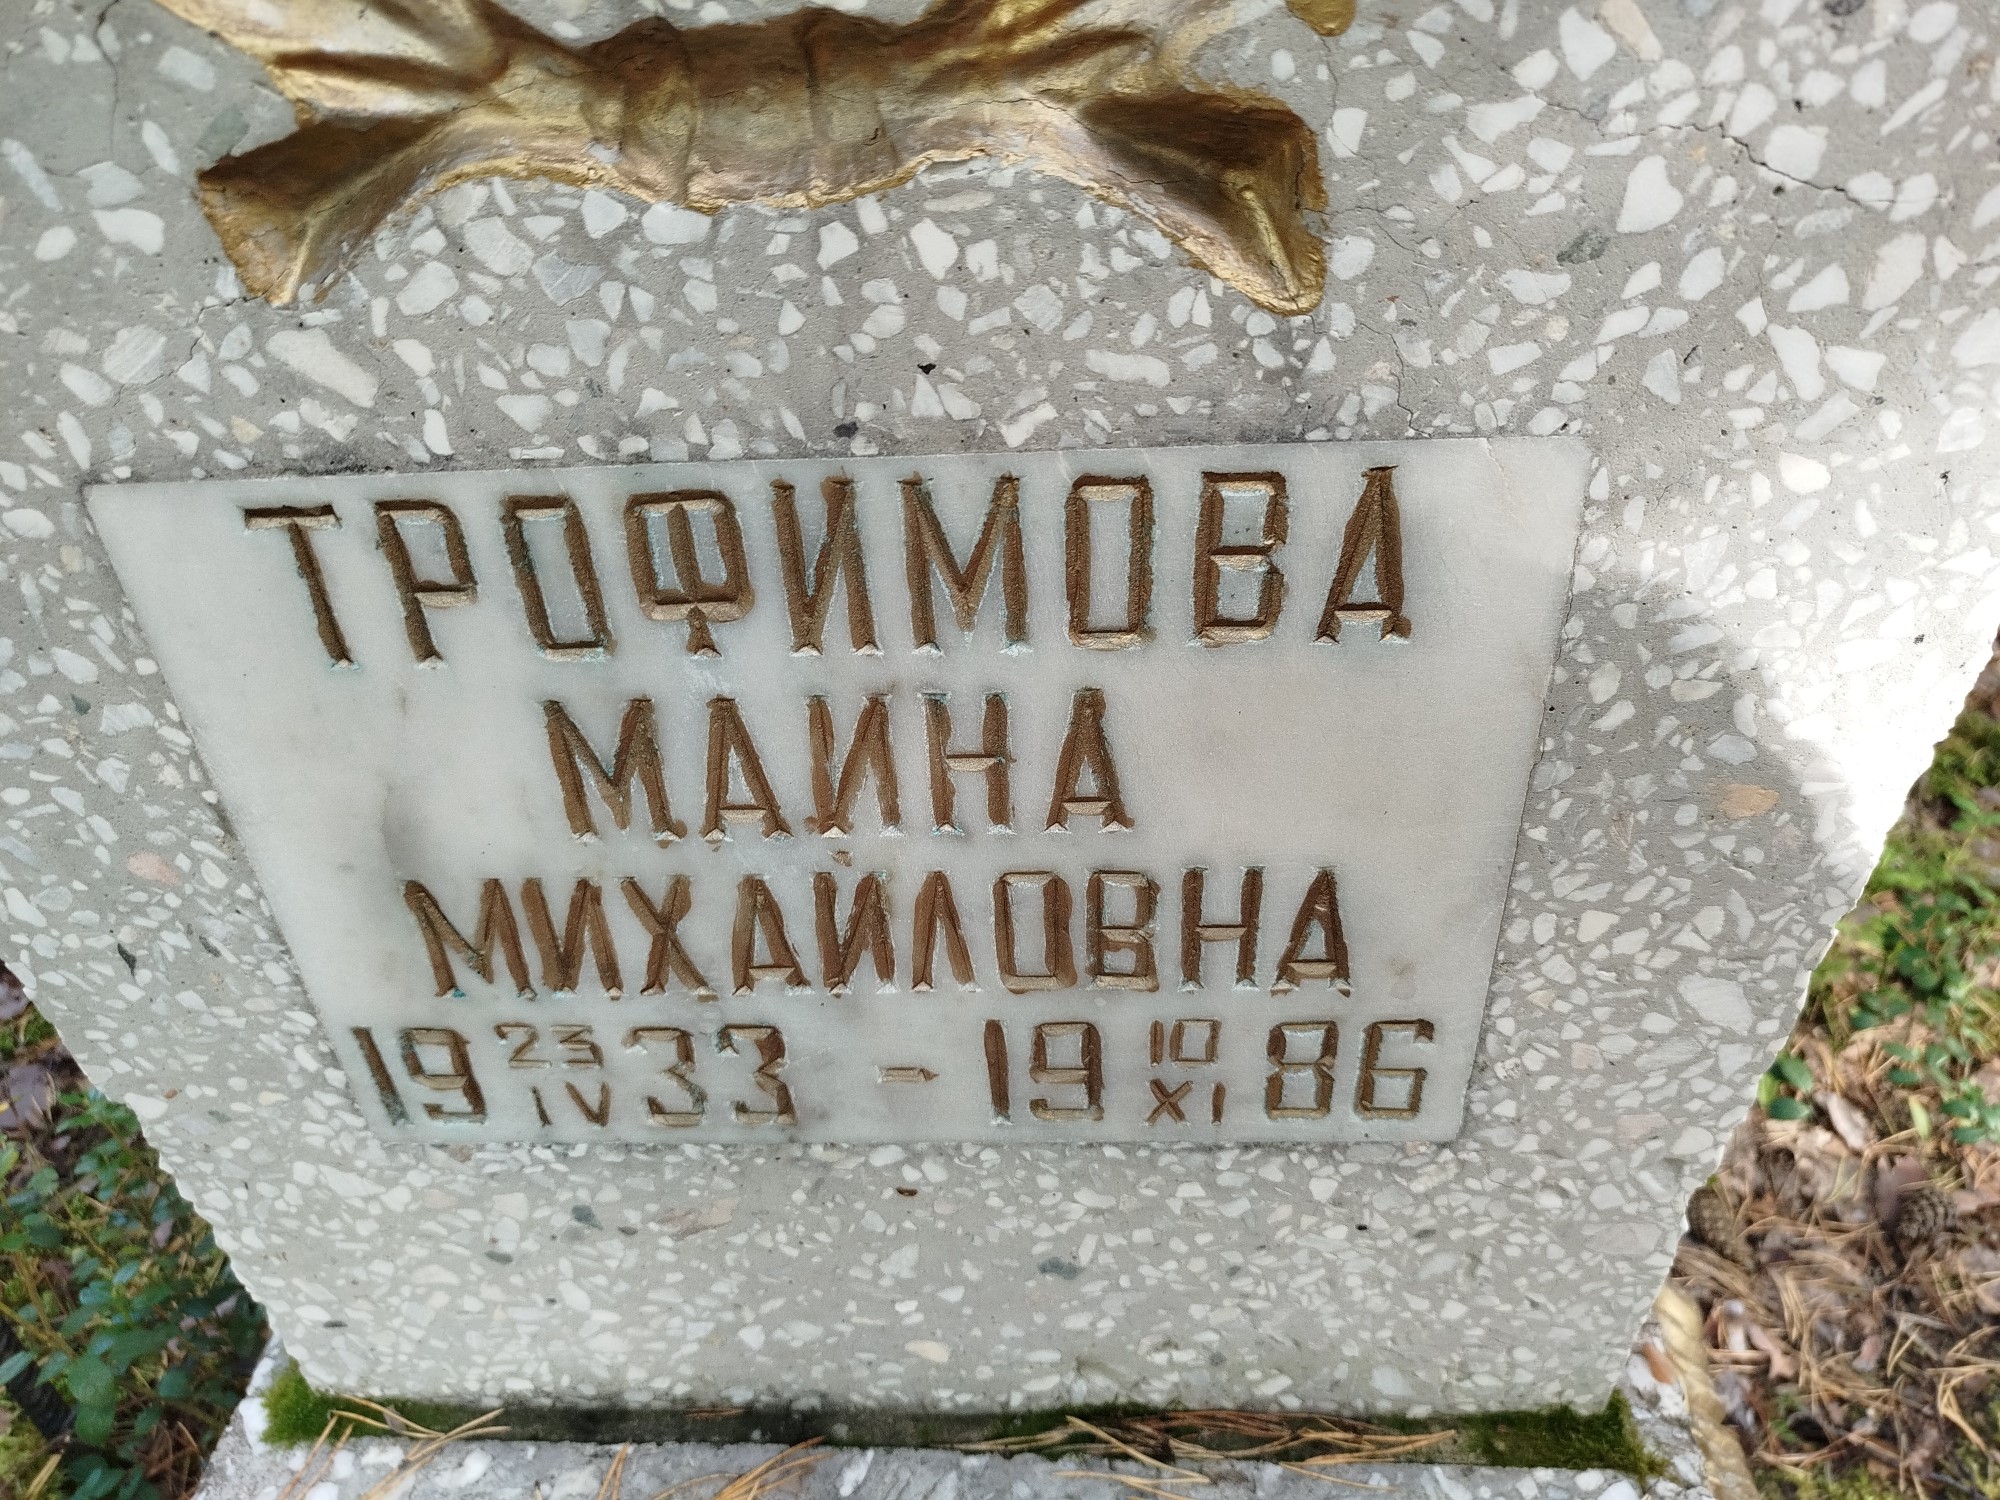 ТРОФИМОВА
МАИНА
МИХАЙЛОВНА
19 23/IV 33 - 19 10/XI 86